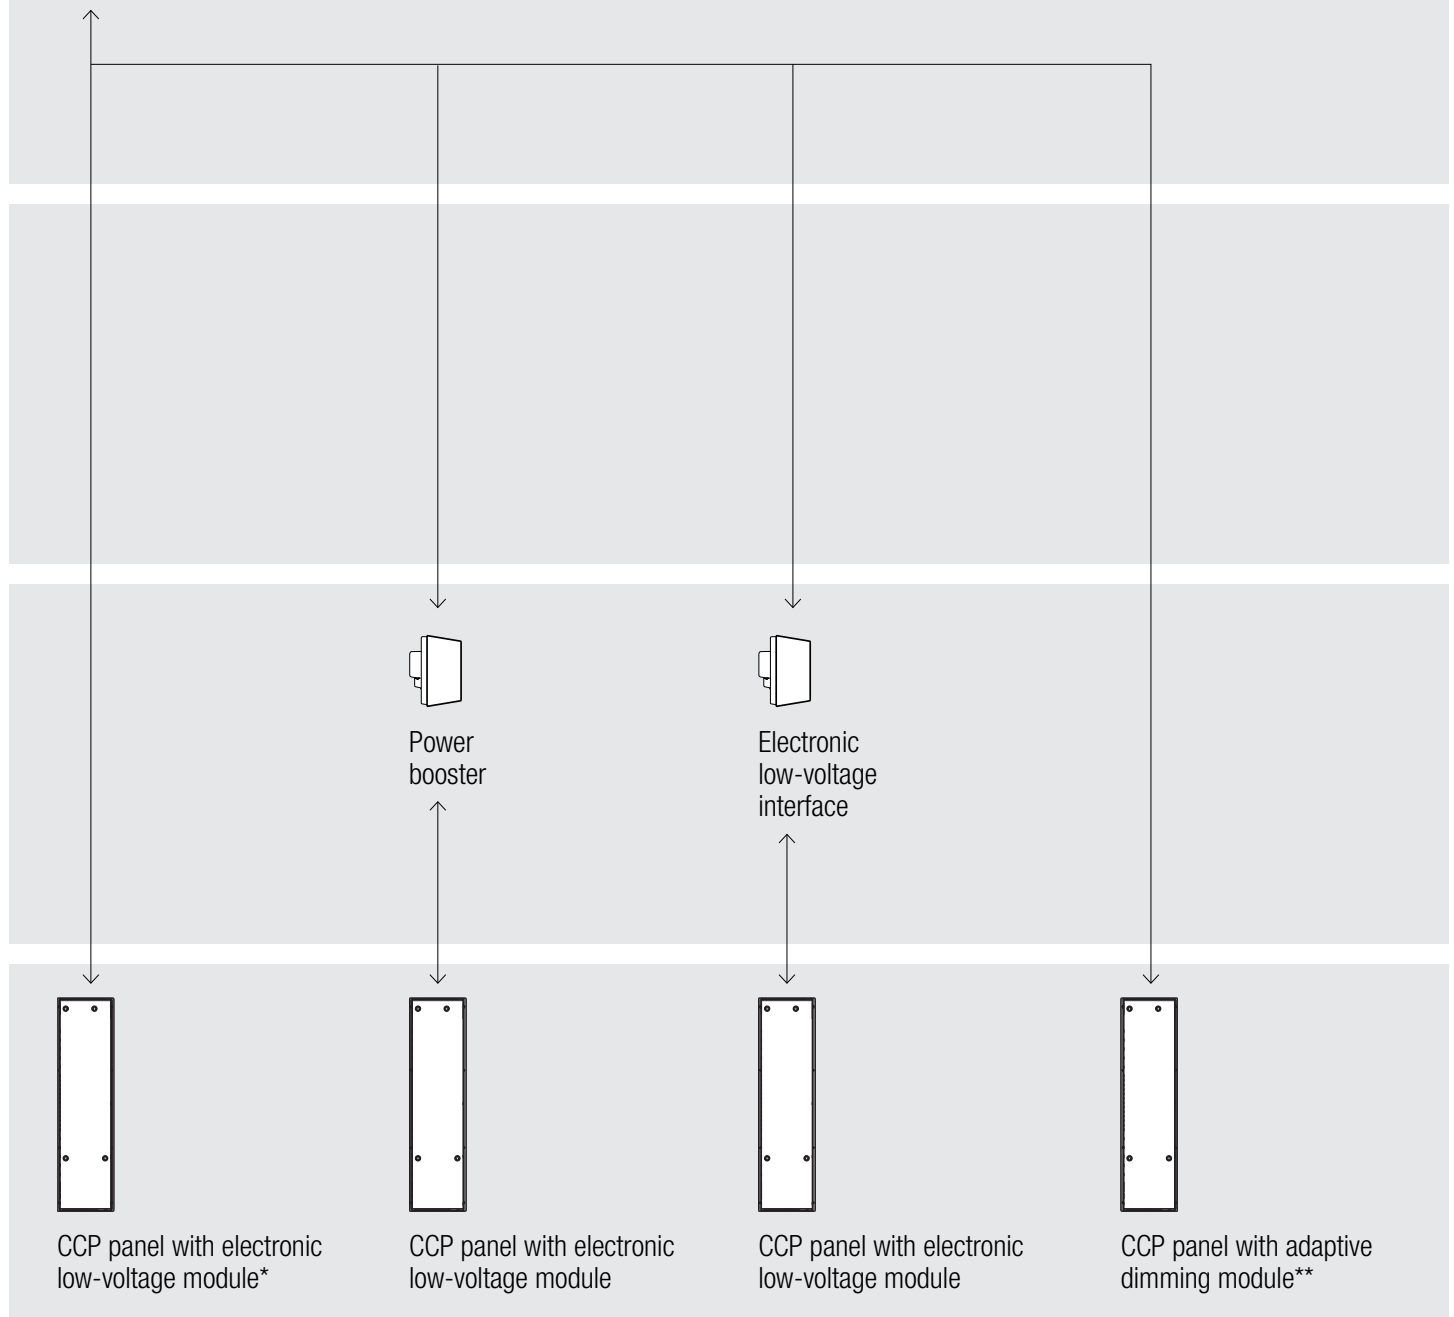 Power
booster
Electronic
low-voltage
interface
CCP panel with electronic
low-voltage module*
CCP panel with electronic
low-voltage module
CCP panel with electronic
low-voltage module
CCP panel with adaptive
dimming module**